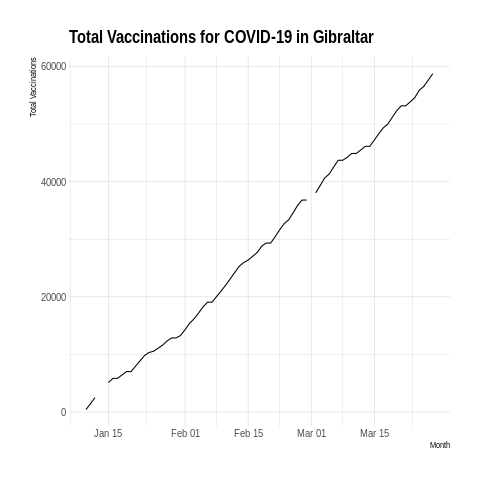 Total Vaccinations for COVID-19 in Gibraltar
Total Vaccinations
60000
40000
20000
0
Jan 15 Feb 01 Feb 15 Mar 01 Mar 15
Month